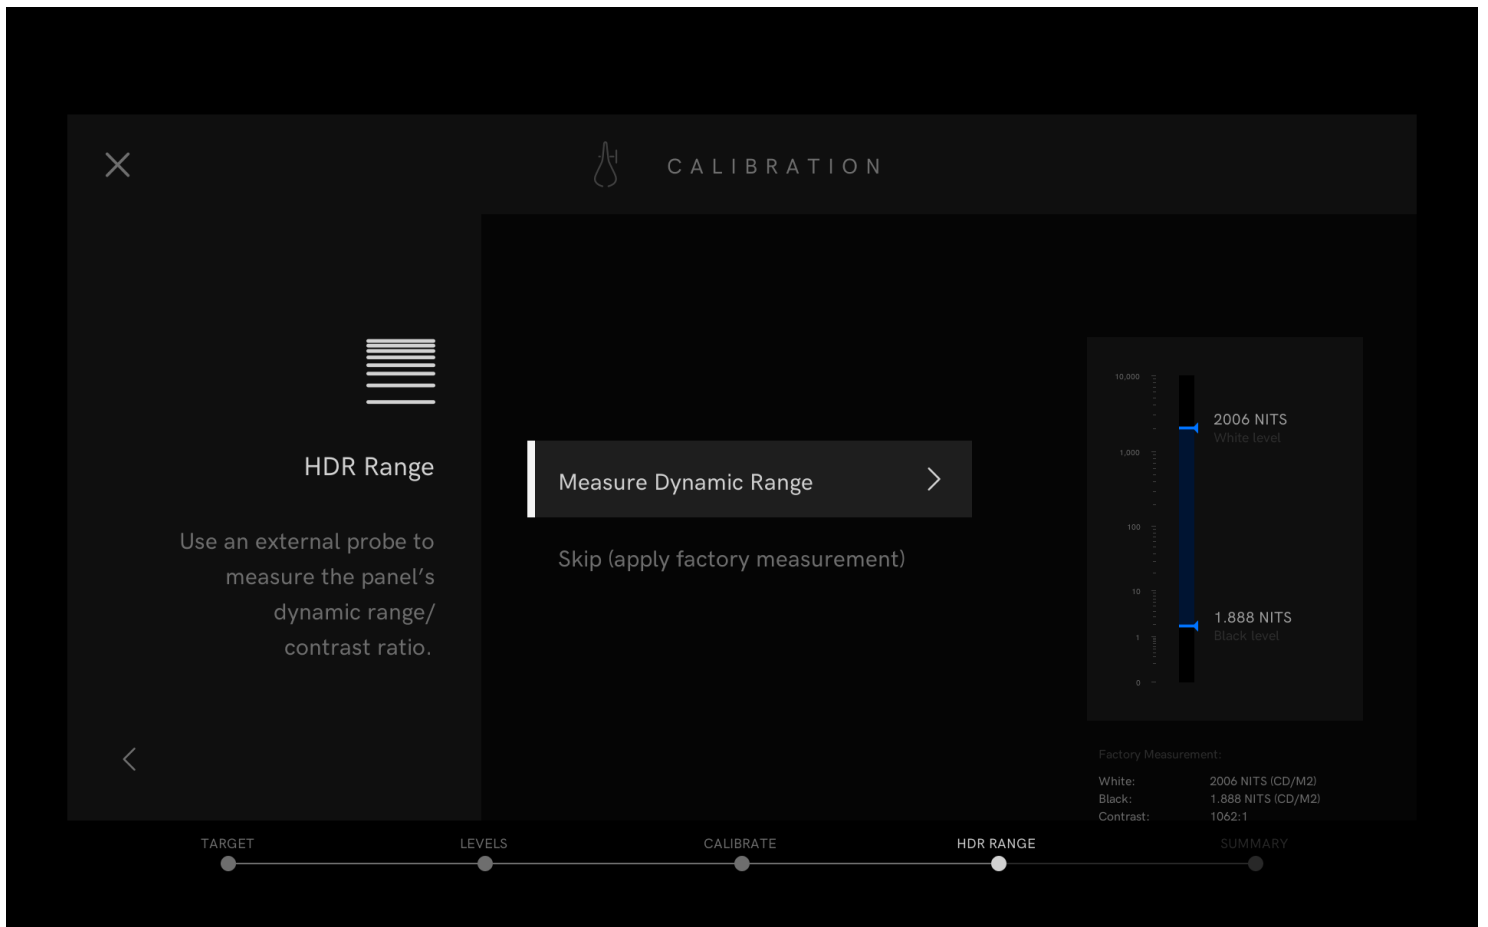 CALIBRATION
HDR Range
Use an external probe to
measure the panel's
dynamic range/
contrast ratio.
Measure Dynamic Range
Skip (apply factory measurement)
10,000
1,000
100
10
1
0
2006 NITS
White level
1.888 NITS
Black level
Factory Measurement:
White: 2006 NITS (CD/M2)
Black: 1.888 NITS (CD/M2)
Contrast: 1062:1
TARGET LEVELS CALIBRATE HDR RANGE SUMMARY